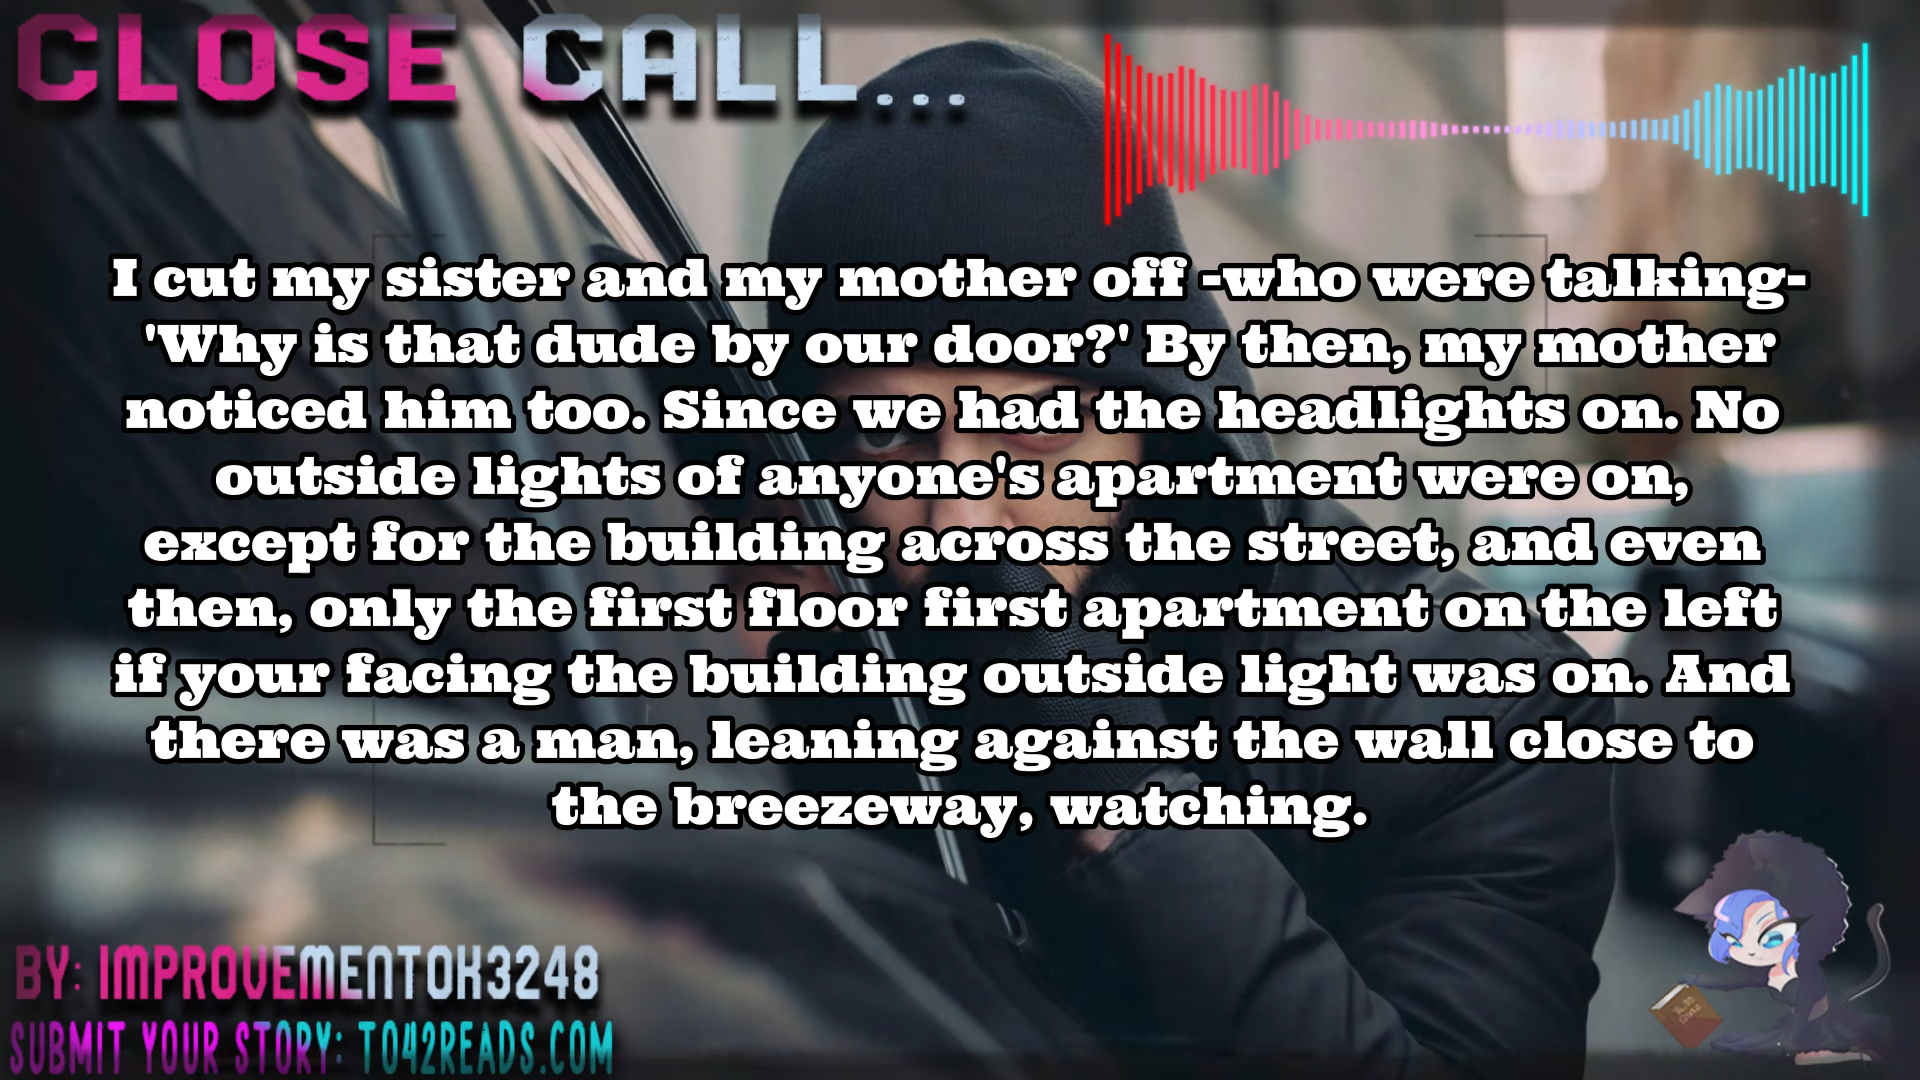 CLOSE CALL...
I cut my sister and my mother off -who were talking-
'Why is that dude by our door?' By then, my mother
noticed him too. Since we had the headlights on. No
outside lights of anyone's apartment were on,
except for the building across the street, and even
then, only the first floor first apartment on the left
if your facing the building outside light was on. And
there was a man, leaning against the wall close to
the breezeway, watching.
BY: IMPROVEMENTOK3248
SUBMIT YOUR STORY: TO42READS.COM